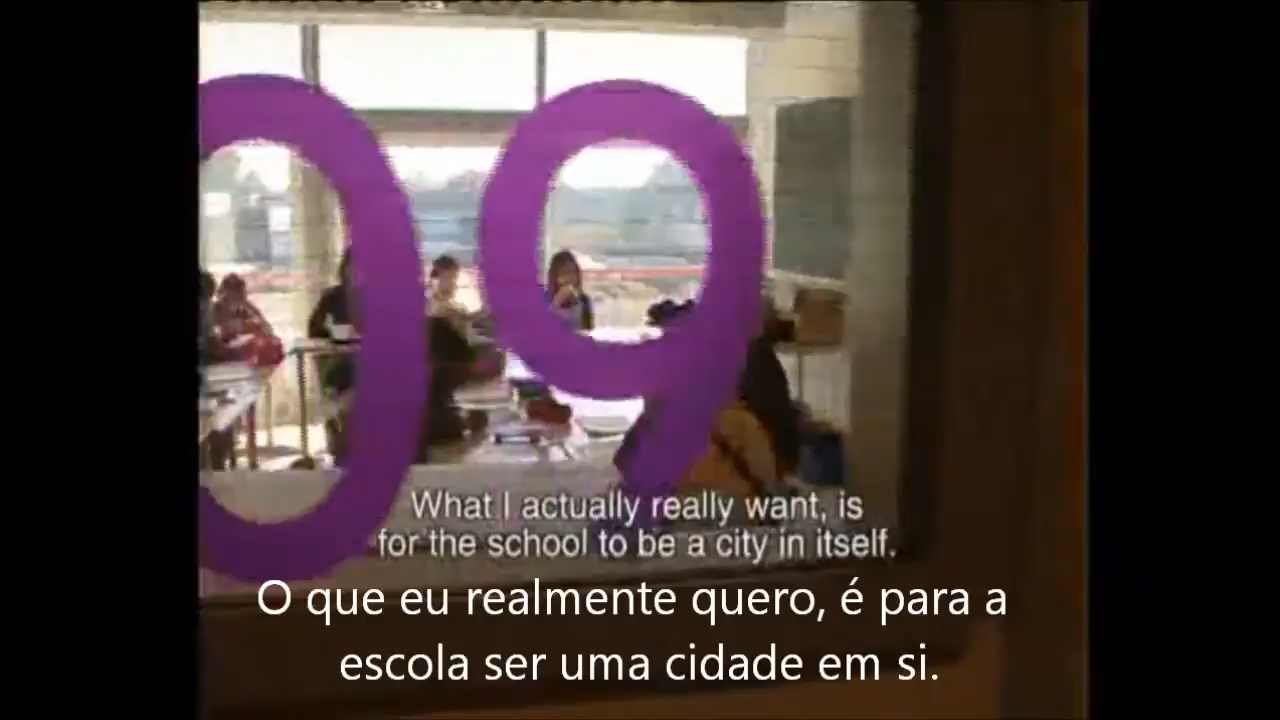 09
What I actually really want, is
for the school to be a city in itself.
O que eu realmente quero, é para a
escola ser uma cidade em si.